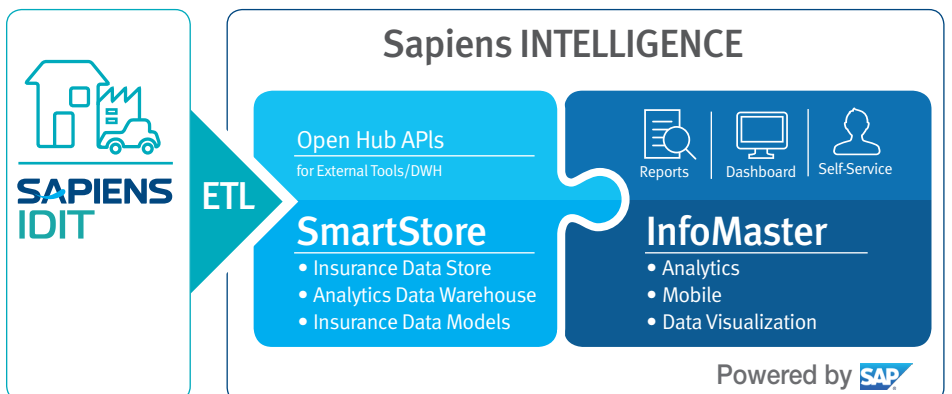 Sapiens INTELLIGENCE
SAPIENS
IDIT
ETL
Open Hub APIs
for External Tools/DWH
SmartStore
• Insurance Data Store
• Analytics Data Warehouse
• Insurance Data Models
Reports
Dashboard
Self-Service
InfoMaster
• Analytics
• Mobile
• Data Visualization
Powered by SAP